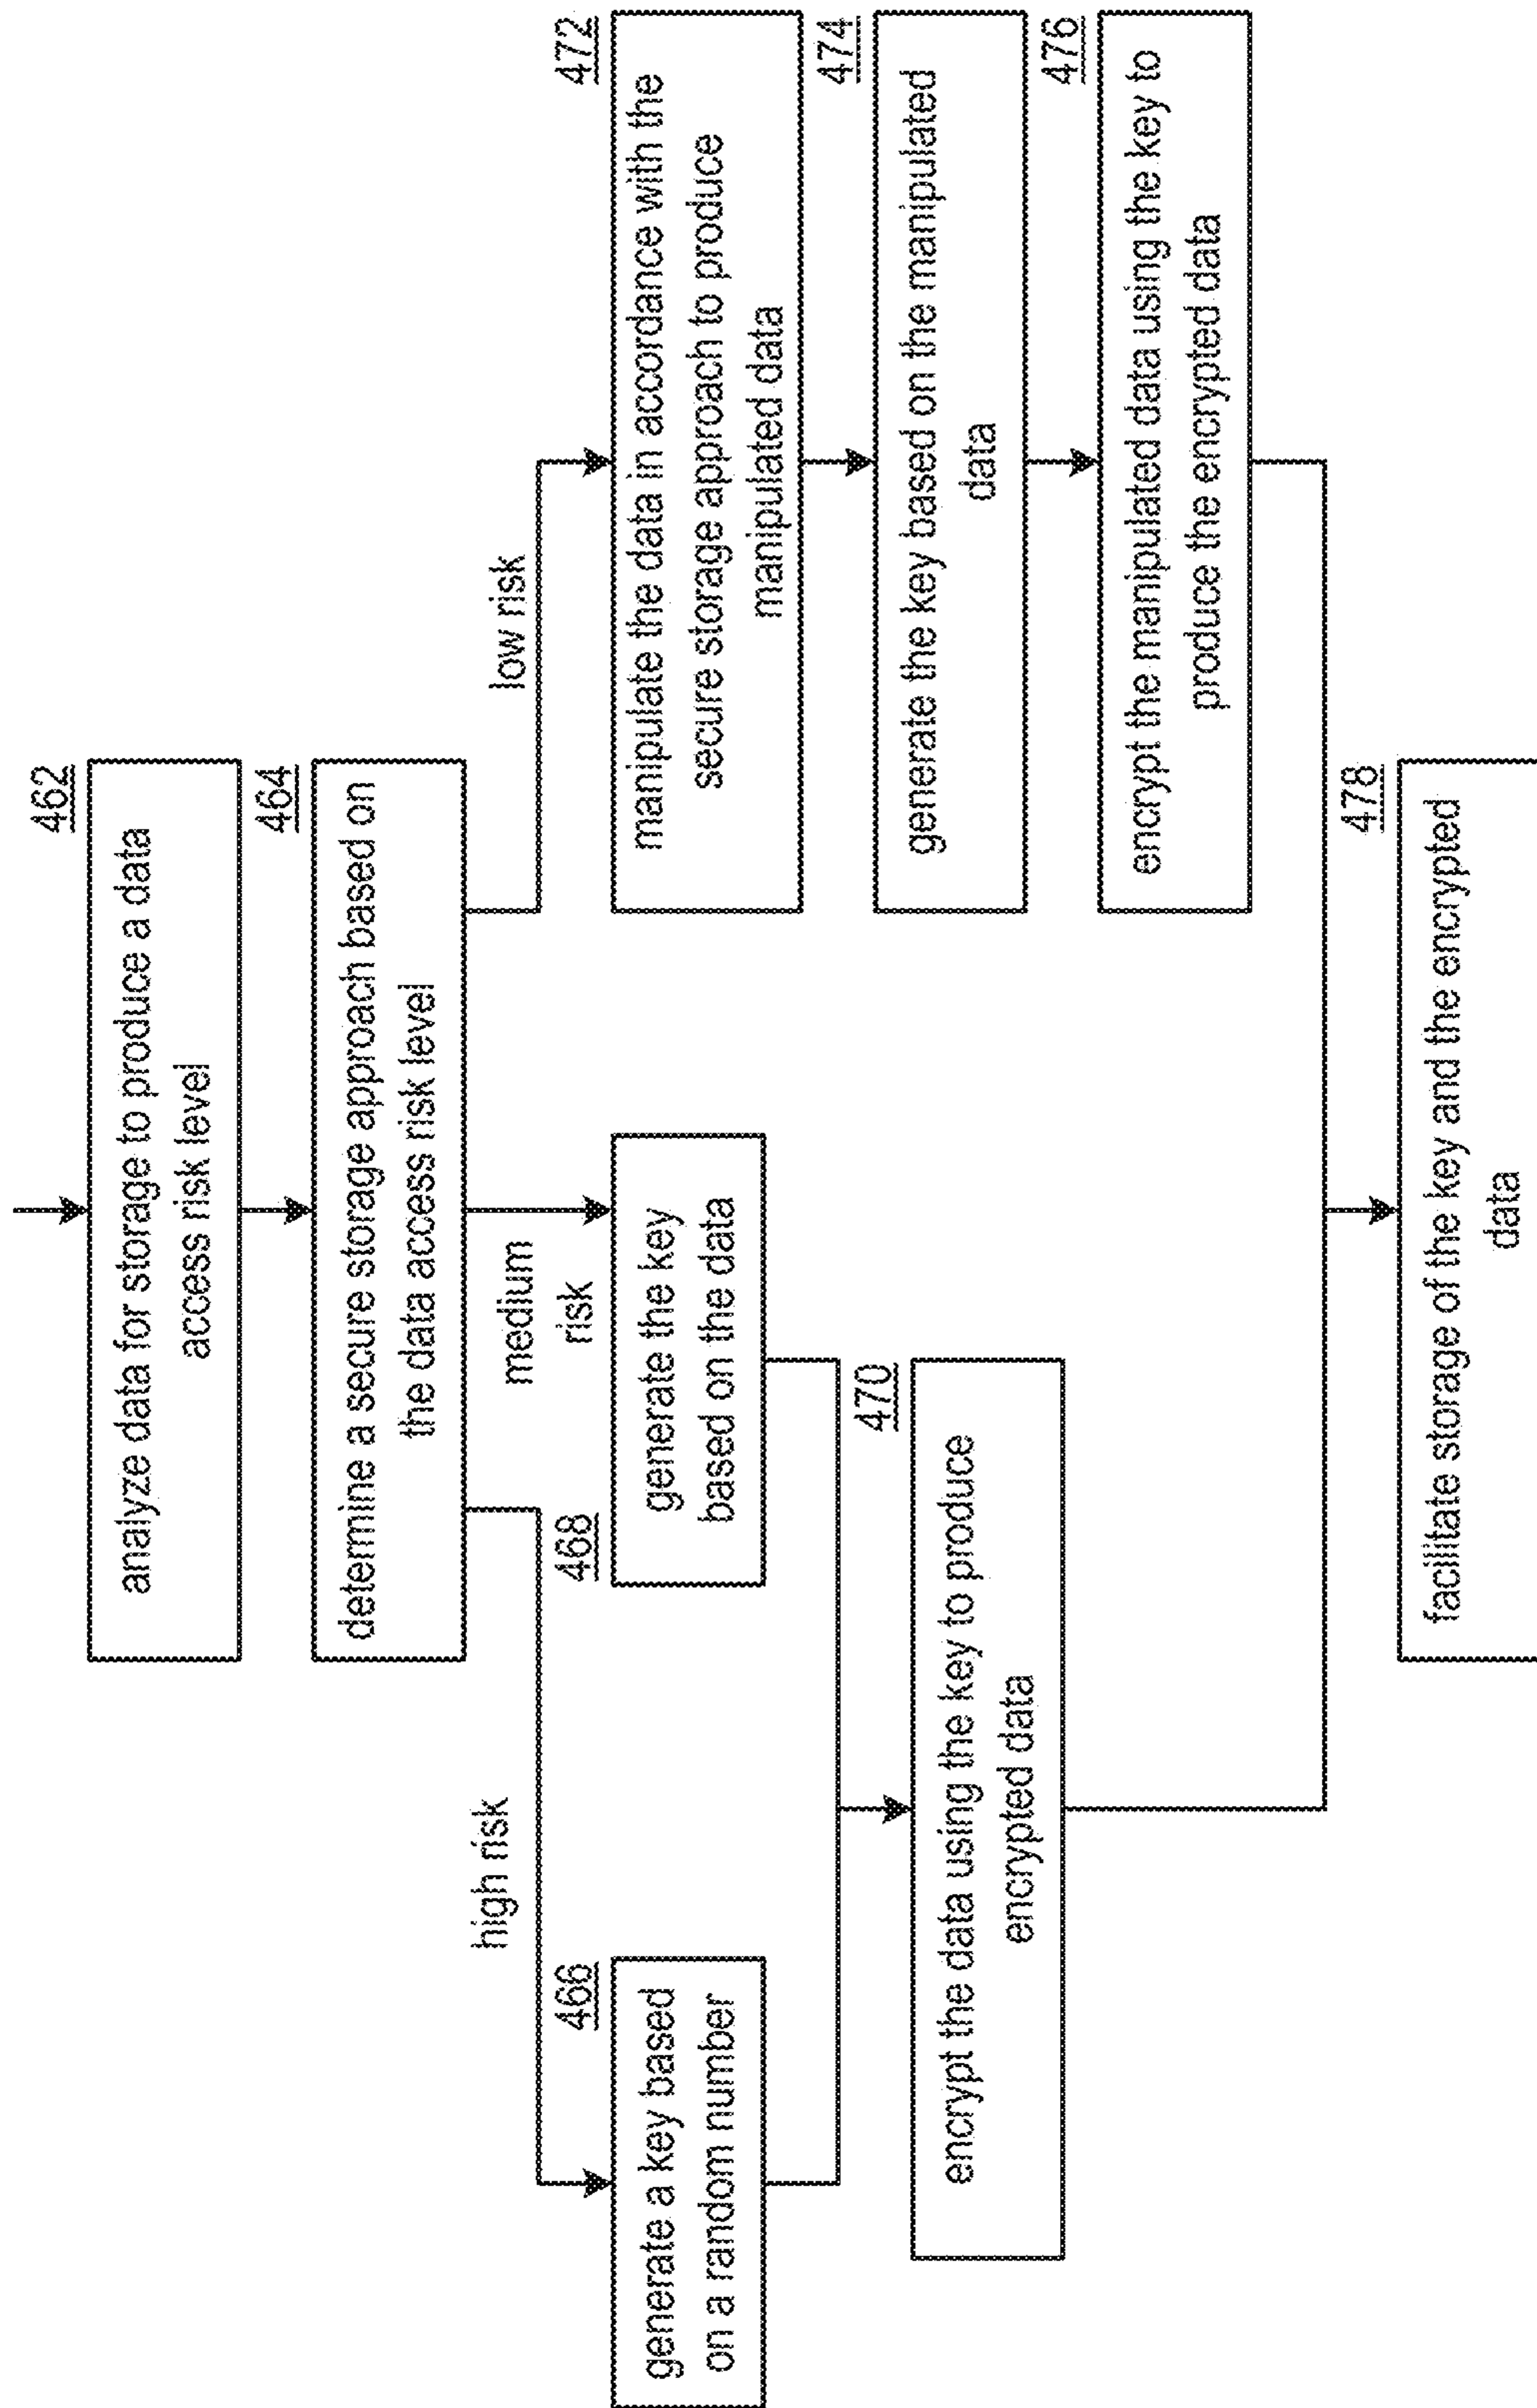 462
analyze data for storage to produce a data
access risk level
464
determine a secure storage approach based on
the data access risk level
high risk
medium
risk
low risk
466
generate a key based
on a random number
468
generate the key
based on the data
470
encrypt the data using the key to produce
encrypted data
472
manipulate the data in accordance with the
secure storage approach to produce
manipulated data
474
generate the key based on the manipulated
data
476
encrypt the manipulated data using the key to
produce the encrypted data
478
facilitate storage of the key and the encrypted
data